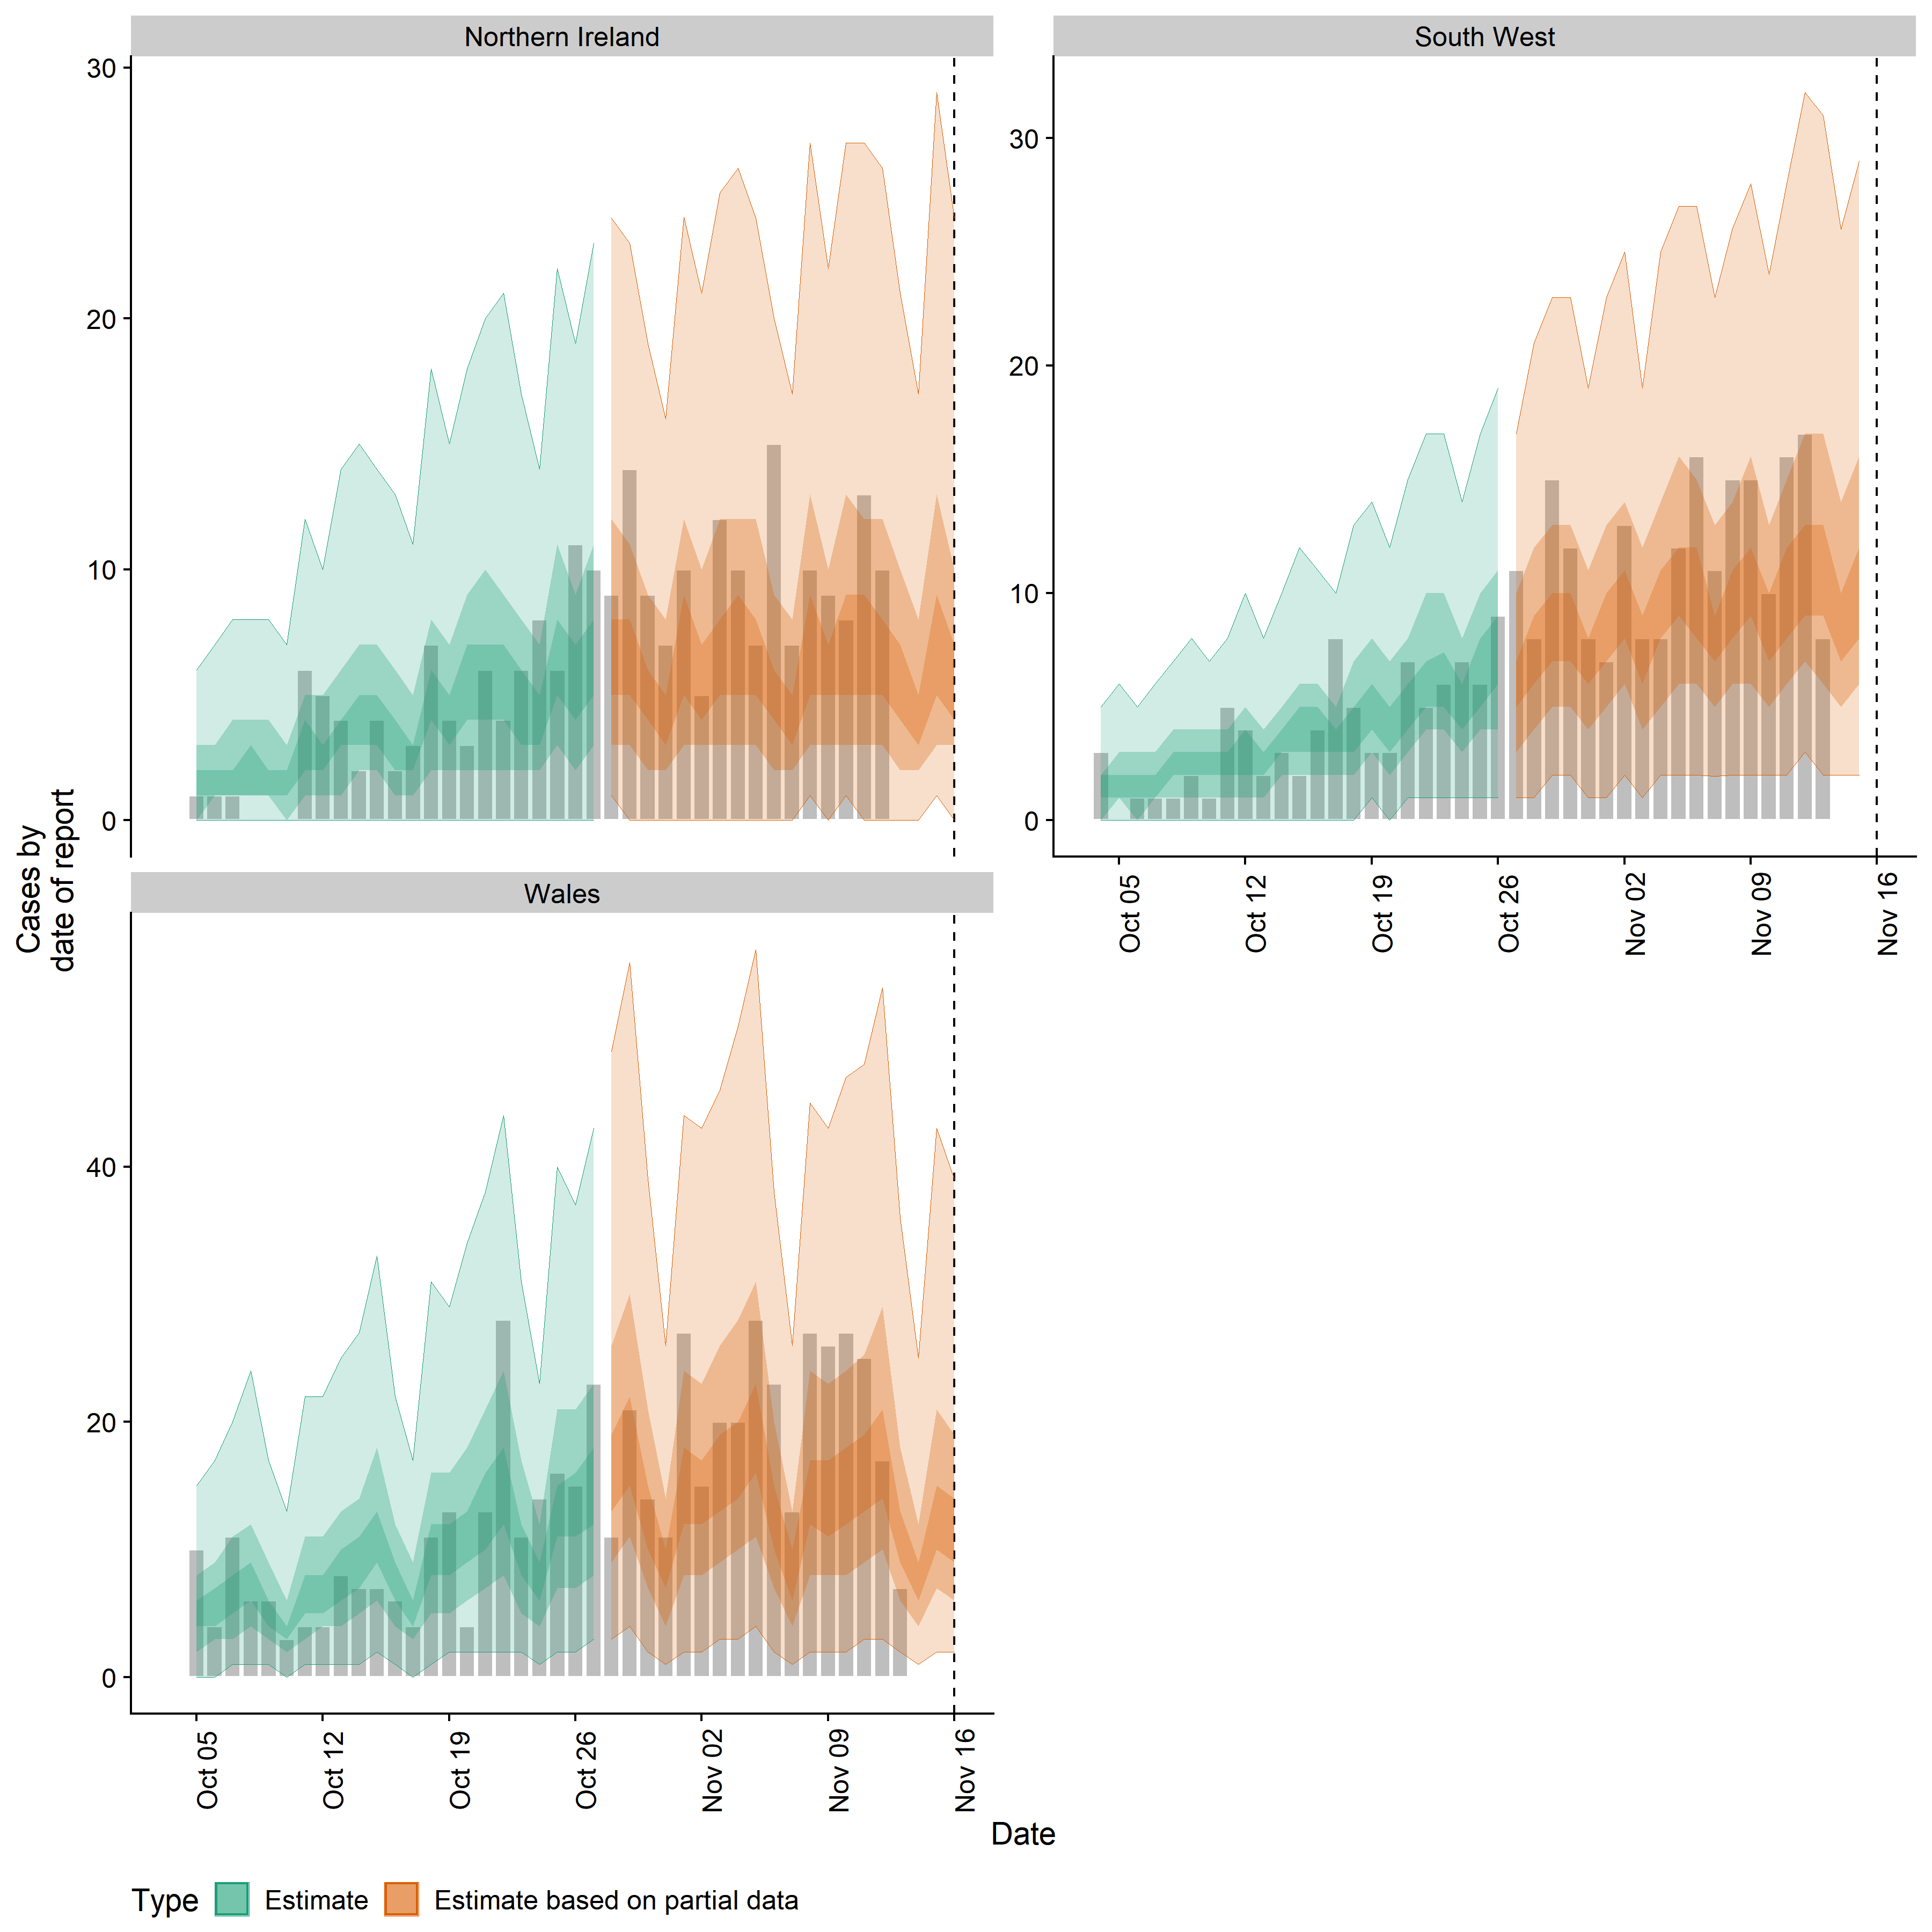 Northern Ireland
South West
30
20
10
0
30
20
10
0
Oct 05
Oct 12
Oct 19
Oct 26
Nov 02
Nov 09
Nov 16
Cases by
date of report
Wales
40
20
0
Oct 05
Oct 12
Oct 19
Oct 26
Nov 02
Nov 09
Nov 16
Date
Type Estimate Estimate based on partial data